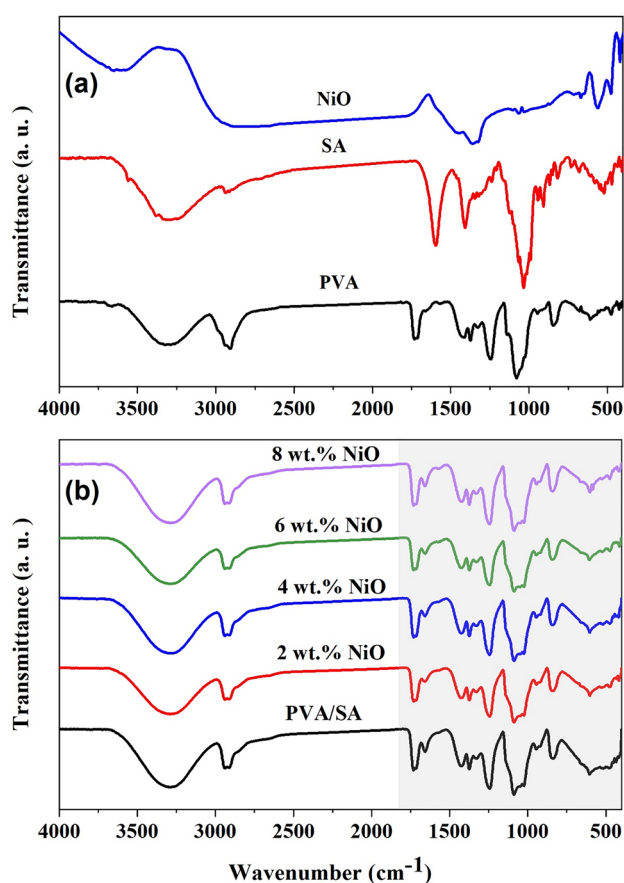 (a)
NiO
SA
PVA
Transmittance (a. u. )
4000 3500 3000 2500 2000 1500 1000 500
(b)
8 wt.% NiO
6 wt.% NiO
4 wt.% NiO
2 wt.% NiO
PVA/SA
Transmittance (a. u. )
4000 3500 3000 2500 2000 1500 1000 500
Wavenumber (cm-1)